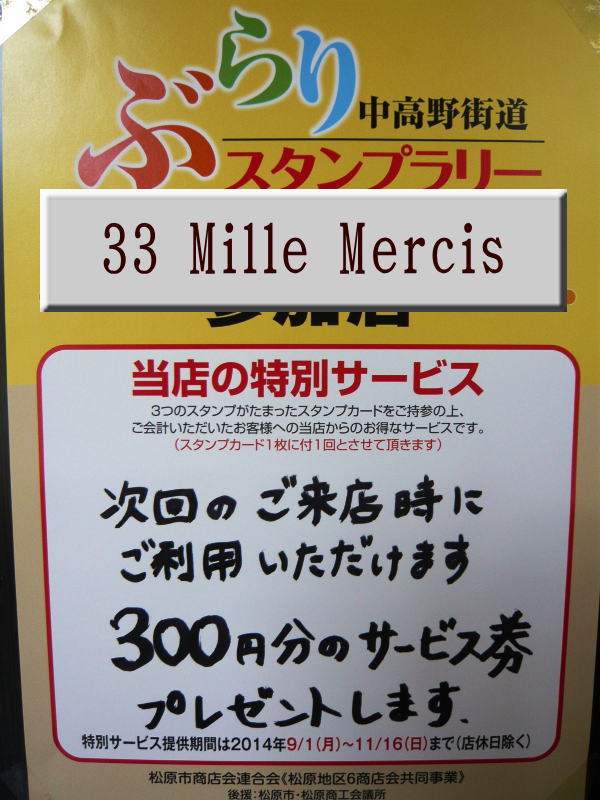 ぶらり
中高野街道
スタンプラリー
33 Mille Mercis
参加店
当店の特別サービス
3つのスタンプがたまったスタンプカードをご持参の上、
ご会計いただいたお客様への当店からのお得なサービスです。
(スタンプカード1枚に付1回とさせて頂きます)
次回のご来店時に
ご利用いただけます
300円分のサービス券
プレゼントします.
特別サービス提供期間は2014年9/1(月)~11/16(日)まで(店休日除く)
松原市商店会連合会《松原地区6商店会共同事業》
後援:松原市・松原商工会議所